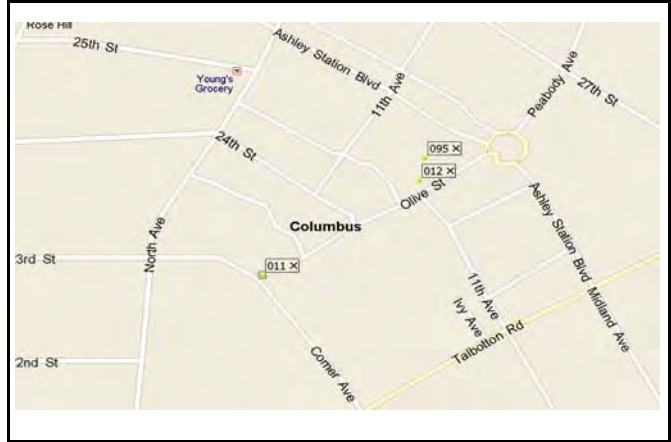 Rose Hill
25th St
Ashley Station Blvd
Peabody Ave
27th St
Young's
Grocery
11th Ave
24th St
095 ×
012 ×
Olive St
Columbus
Ashley Station Blvd Midland Ave
North Ave
3rd St
011 ×
11th Ave
Ivy Ave
Talbotton Rd
2nd St
Comer Ave